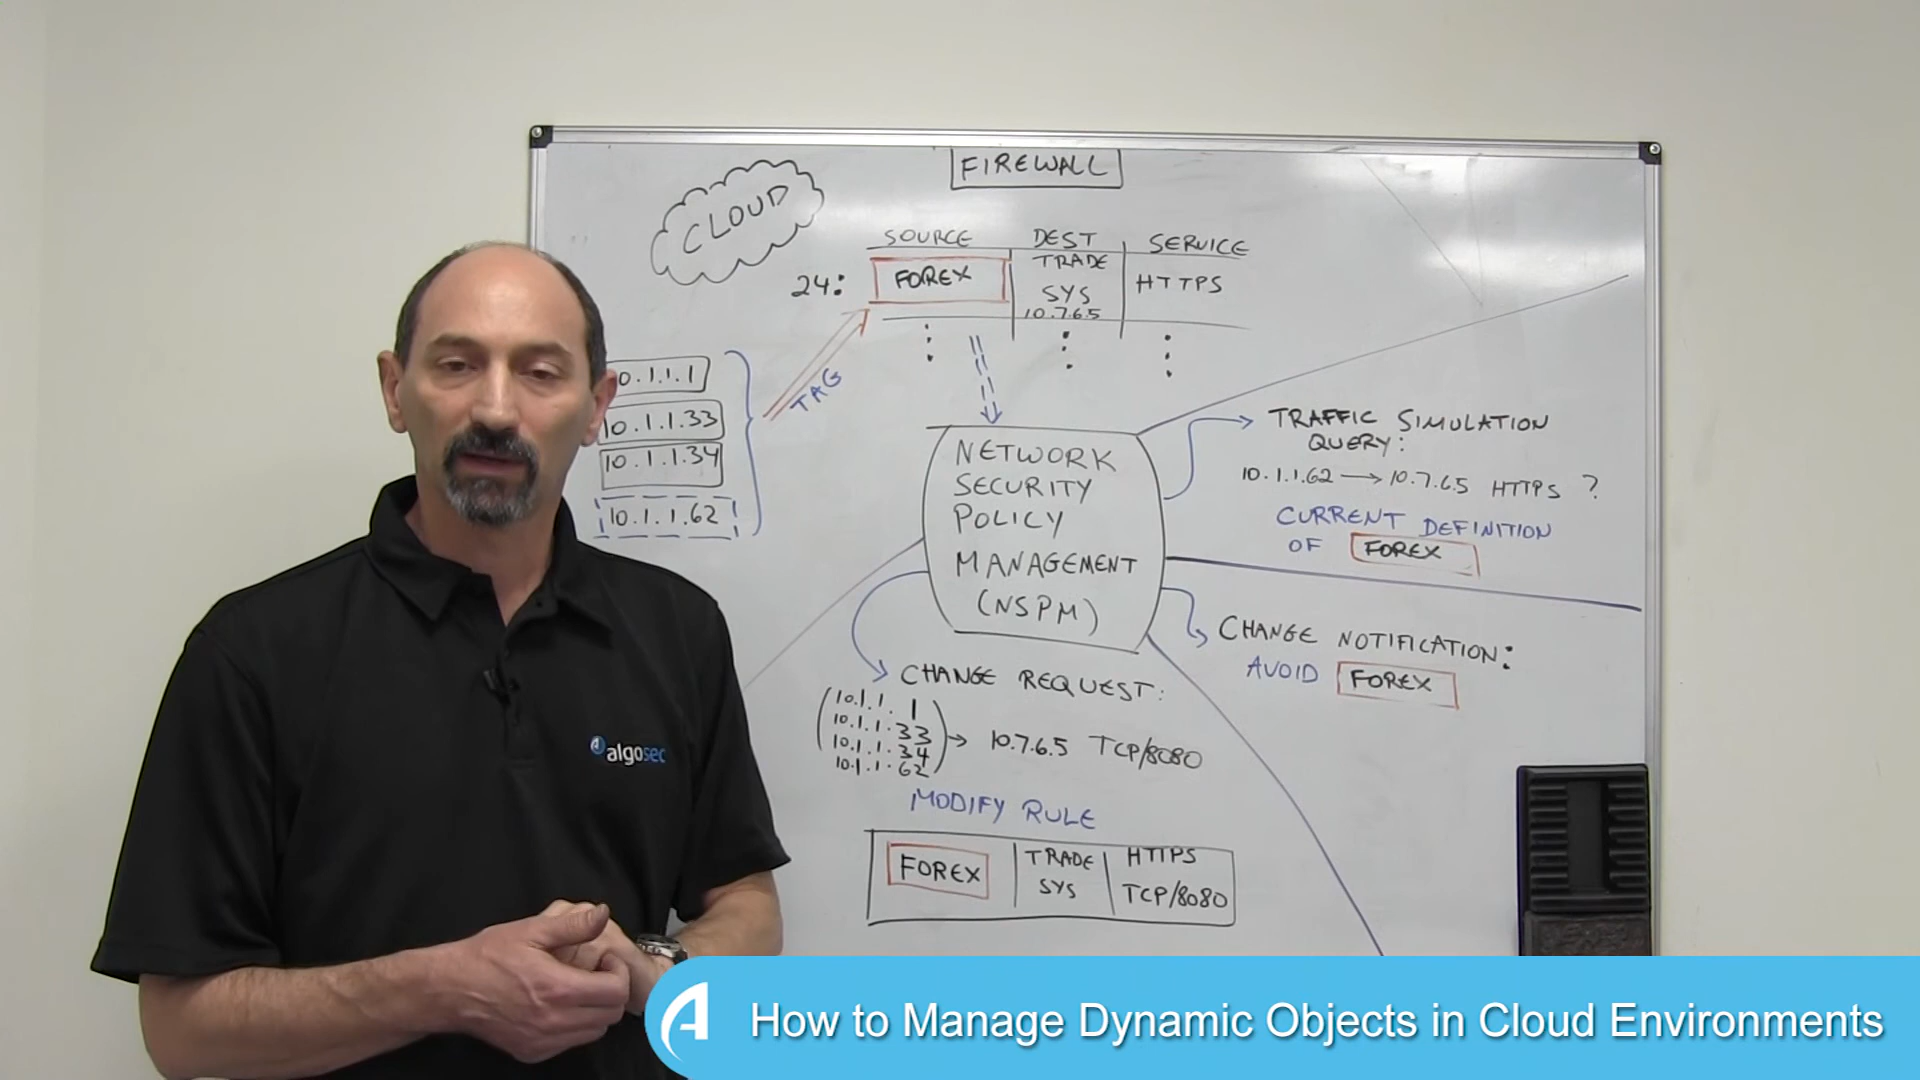 FIREWALL
CLOUD
SOURCE DEST SERVICE
24: FOREX TRADE SYS 10.7.6.5 HTTPS
0.1.1.1
10.1.1.33
10.1.1.34
10.1.1.62
TAG
NETWORK
SECURITY
POLICY
MANAGEMENT
(NSPM)
TRAFFIC SIMULATION
QUERY:
10.1.1.62 → 10.7.6.5 HTTPS ?
CURRENT DEFINITION
OF FOREX
CHANGE NOTIFICATION:
AVOID FOREX
CHANGE REQUEST:
10.1.1.1
10.1.1.33
10.1.1.34
10.1.1.62
→ 10.7.6.5 TCP/8080
MODIFY RULE
FOREX TRADE SYS HTTPS TCP/8080
algosec
How to Manage Dynamic Objects in Cloud Environments